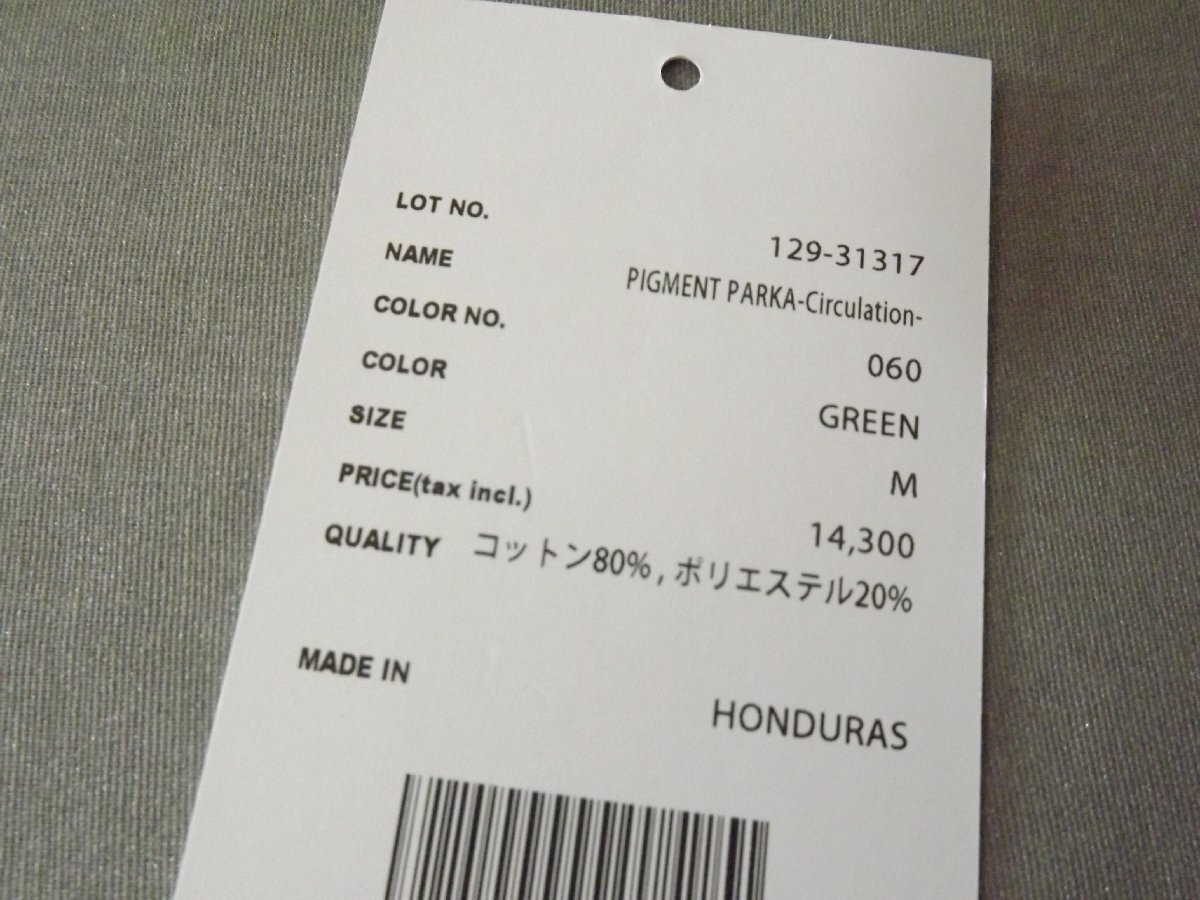 LOT NO. 129-31317
NAME PIGMENT PARKA-Circulation-
COLOR NO. 060
COLOR GREEN
SIZE M
PRICE(tax incl.) 14,300
QUALITY コットン80%, ポリエステル20%
MADE IN HONDURAS